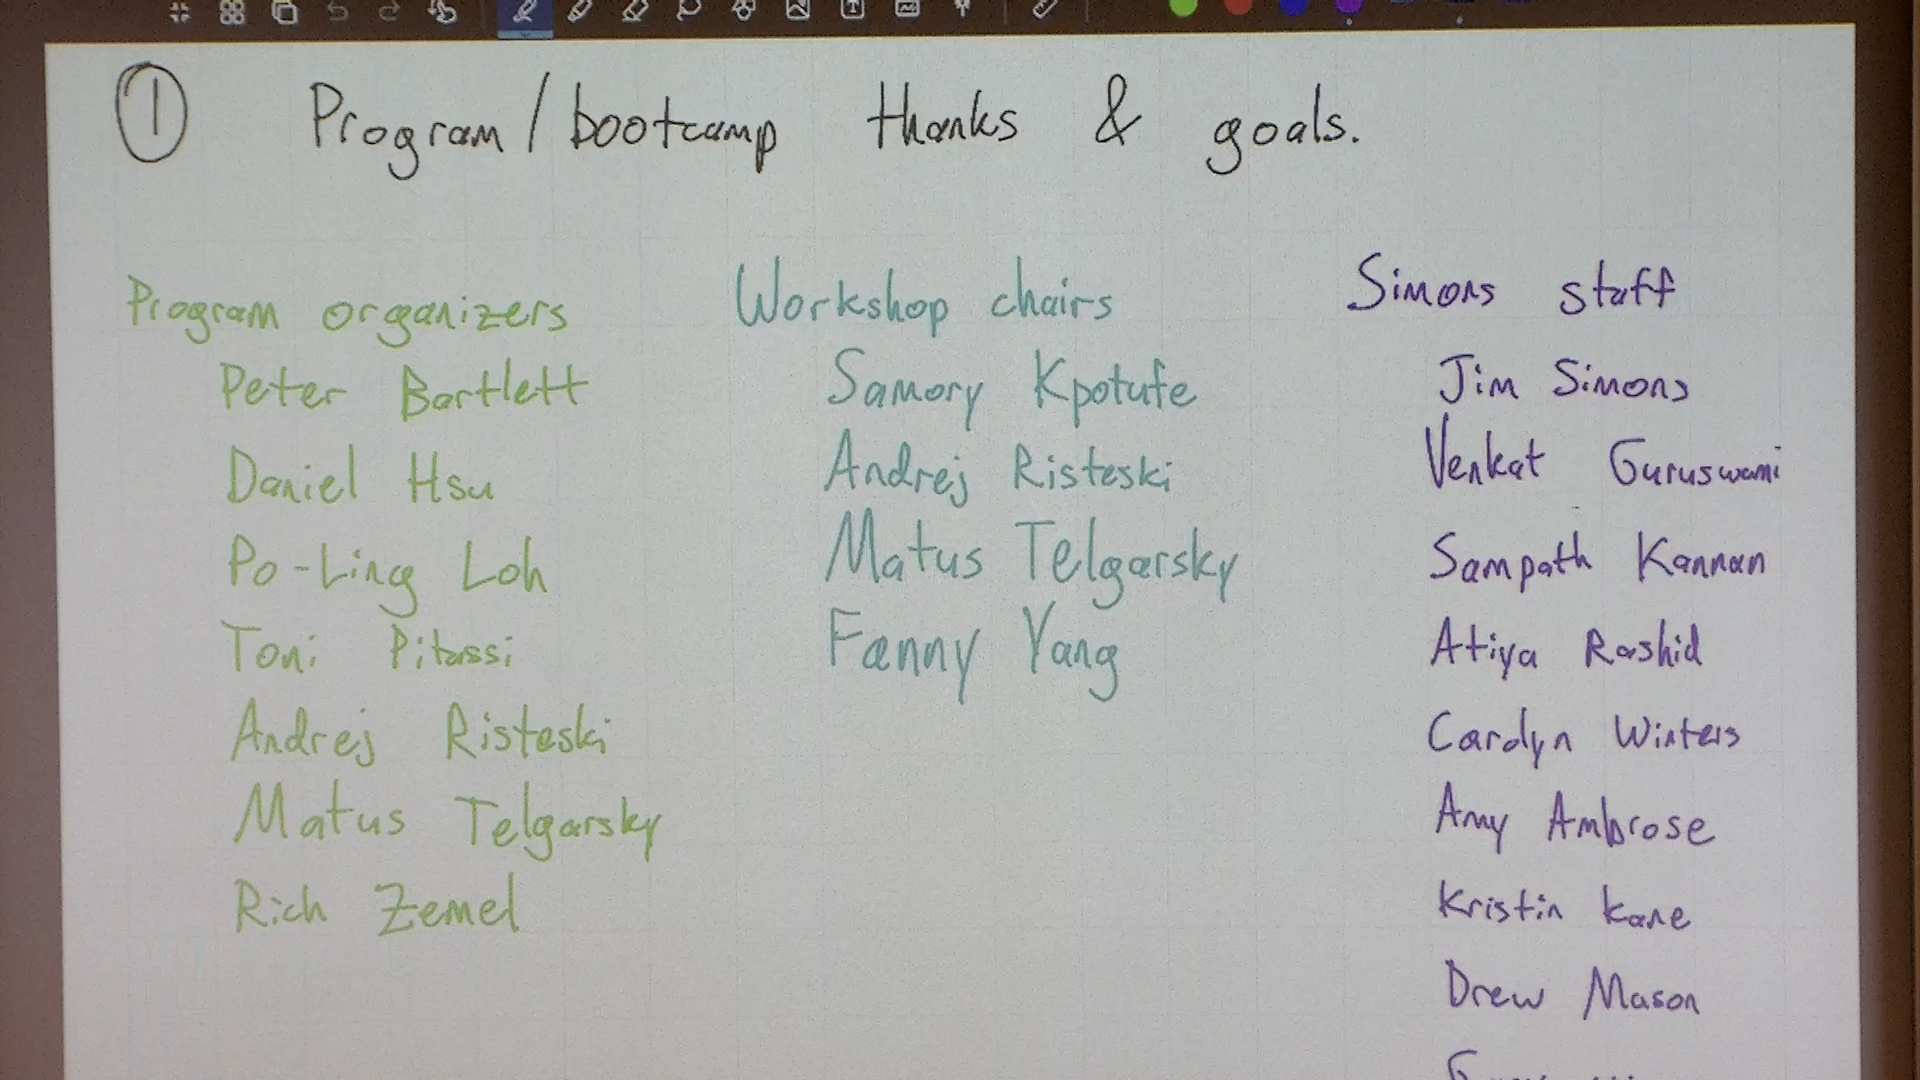 1 Program/bootcamp thanks & goals.
Program organizers
Peter Bartlett
Daniel Hsu
Po-Ling Loh
Toni Pitassi
Andrej Risteski
Matus Telgarsky
Rich Zemel
Workshop chairs
Samory Kpotufe
Andrej Risteski
Matus Telgarsky
Fanny Yang
Simons staff
Jim Simons
Venkat Guruswami
Sampath Kannan
Atiya Rashid
Carolyn Winters
Amy Ambrose
Kristin Kane
Drew Mason